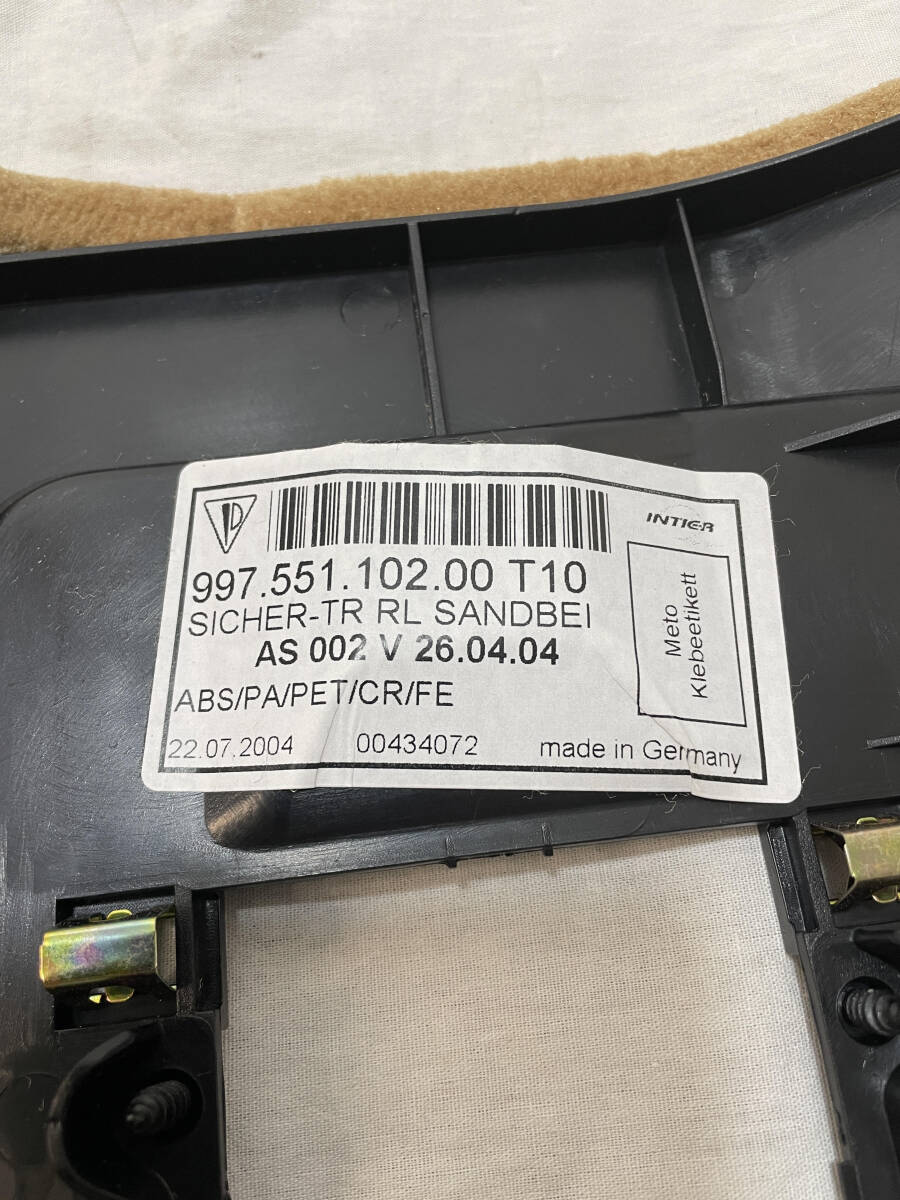 INTIER
997.551.102.00 T10
SICHER-TR RL SANDBEI
AS 002 V 26.04.04
Meto
Klebeetikett
ABS/PA/PET/CR/FE
22.07.2004 00434072 made in Germany